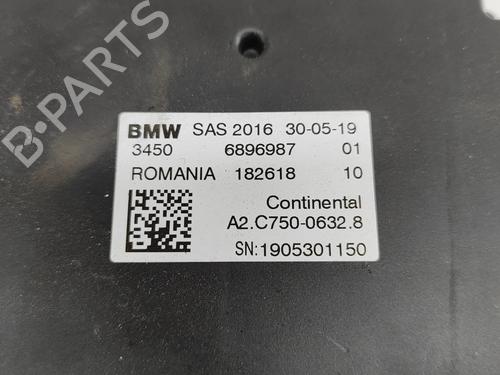 BMW SAS 2016 30-05-19
3450 6896987 01
ROMANIA 182618 10
Continental
A2.C750-0632.8
SN:1905301150